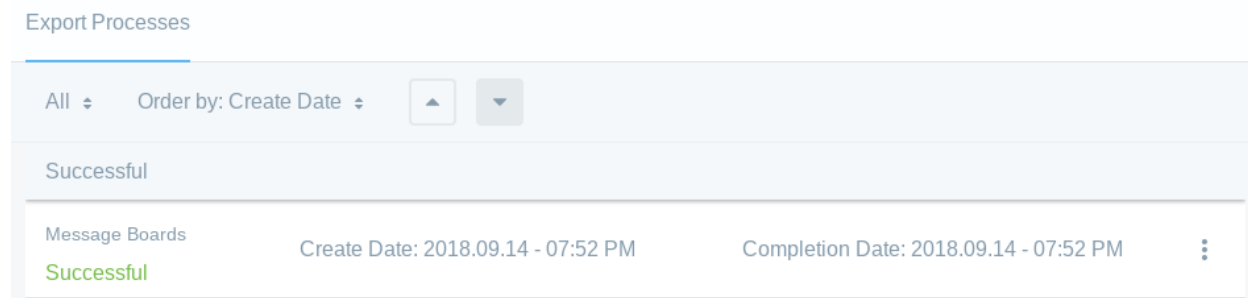 Export Processes
All Order by: Create Date
Successful
Message Boards
Successful
Create Date: 2018.09.14 - 07:52 PM
Completion Date: 2018.09.14 - 07:52 PM